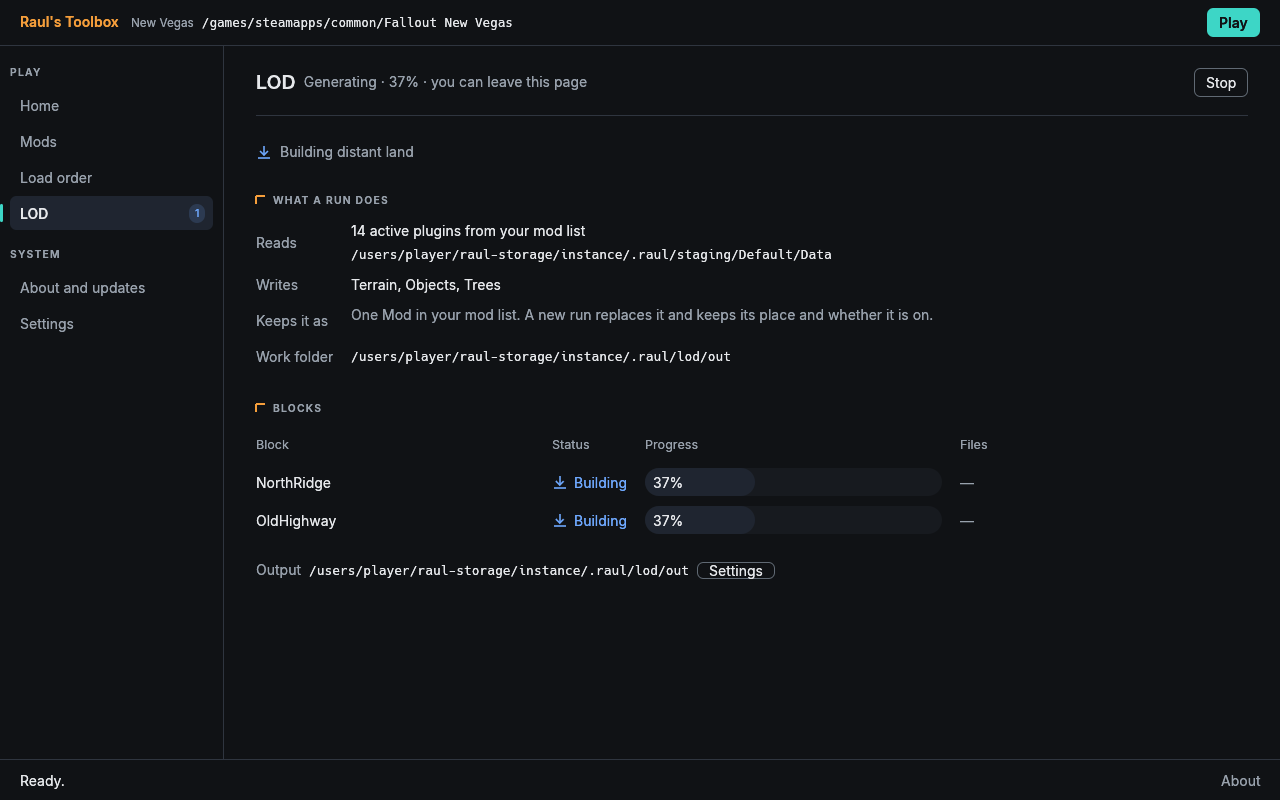 Raul's Toolbox New Vegas /games/steamapps/common/Fallout New Vegas Play
PLAY
Home
Mods
Load order
LOD 1
SYSTEM
About and updates
Settings
LOD Generating · 37% · you can leave this page Stop
Building distant land
WHAT A RUN DOES
Reads 14 active plugins from your mod list
/users/player/raul-storage/instance/.raul/staging/Default/Data
Writes Terrain, Objects, Trees
Keeps it as One Mod in your mod list. A new run replaces it and keeps its place and whether it is on.
Work folder /users/player/raul-storage/instance/.raul/lod/out
BLOCKS
Block Status Progress Files
NorthRidge Building 37% —
OldHighway Building 37% —
Output /users/player/raul-storage/instance/.raul/lod/out Settings
Ready. About